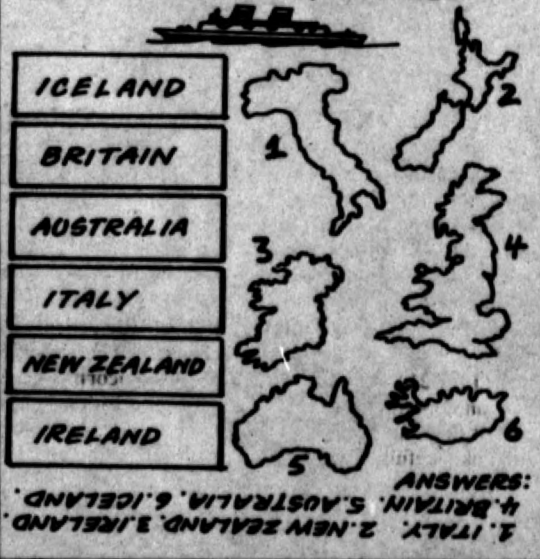 ICELAND
BRITAIN
AUSTRALIA
ITALY
NEW ZEALAND
IRELAND
1
2
3
4
5
6
ANSWERS:
1. ITALY. 2. NEW ZEALAND 3. IRELAND.
4. BRITAIN. 5. AUSTRALIA. 6. ICELAND.